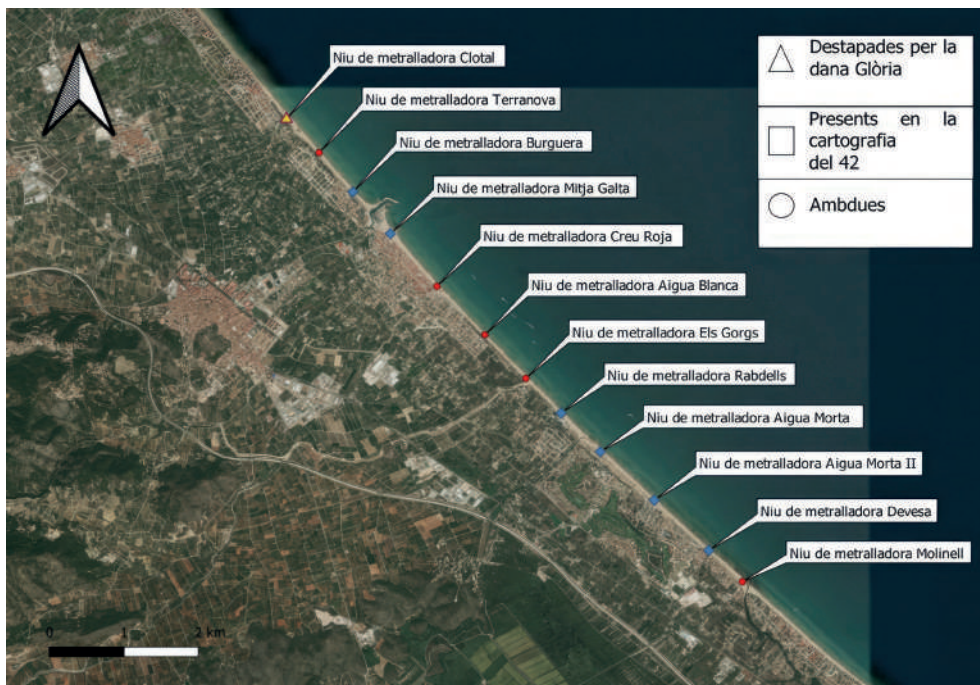 Niu de metralladora Clotal
Niu de metralladora Terranova
Niu de metralladora Burguera
Niu de metralladora Mitja Galta
Niu de metralladora Creu Roja
Niu de metralladora Aigua Blanca
Niu de metralladora Els Gorgs
Niu de metralladora Rabdells
Niu de metralladora Aigua Morta
Niu de metralladora Aigua Morta II
Niu de metralladora Devesa
Niu de metralladora Molinell
Destapades per la
dana Glòria
Presents en la
cartografia
del 42
Ambdues
0 1 2 km